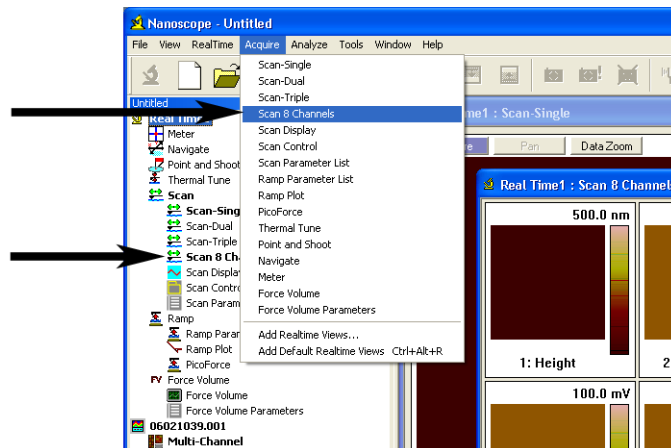 Nanoscope - Untitled
File View RealTime Acquire Analyze Tools Window Help
Untitled
Real Time
Meter
Navigate
Point and Shoot
Thermal Tune
Scan
Scan-Sing
Scan-Dual
Scan-Triple
Scan 8 Ch
Scan Displa
Scan Contro
Scan Param
Ramp
Ramp Parar
Ramp Plot
PicoForce
FV Force Volume
Force Volume
Force Volume Parameters
06021039.001
Multi-Channel
Scan-Single
Scan-Dual
Scan-Triple
Scan 8 Channels
Scan Display
Scan Control
Scan Parameter List
Ramp Parameter List
Ramp Plot
PicoForce
Thermal Tune
Point and Shoot
Navigate
Meter
Force Volume
Force Volume Parameters
Add Realtime Views...
Add Default Realtime Views Ctrl+Alt+R
me1 : Scan-Single
re Pan Data Zoom
Real Time1 : Scan 8 Channels
500.0 nm
1: Height 2
100.0 mV